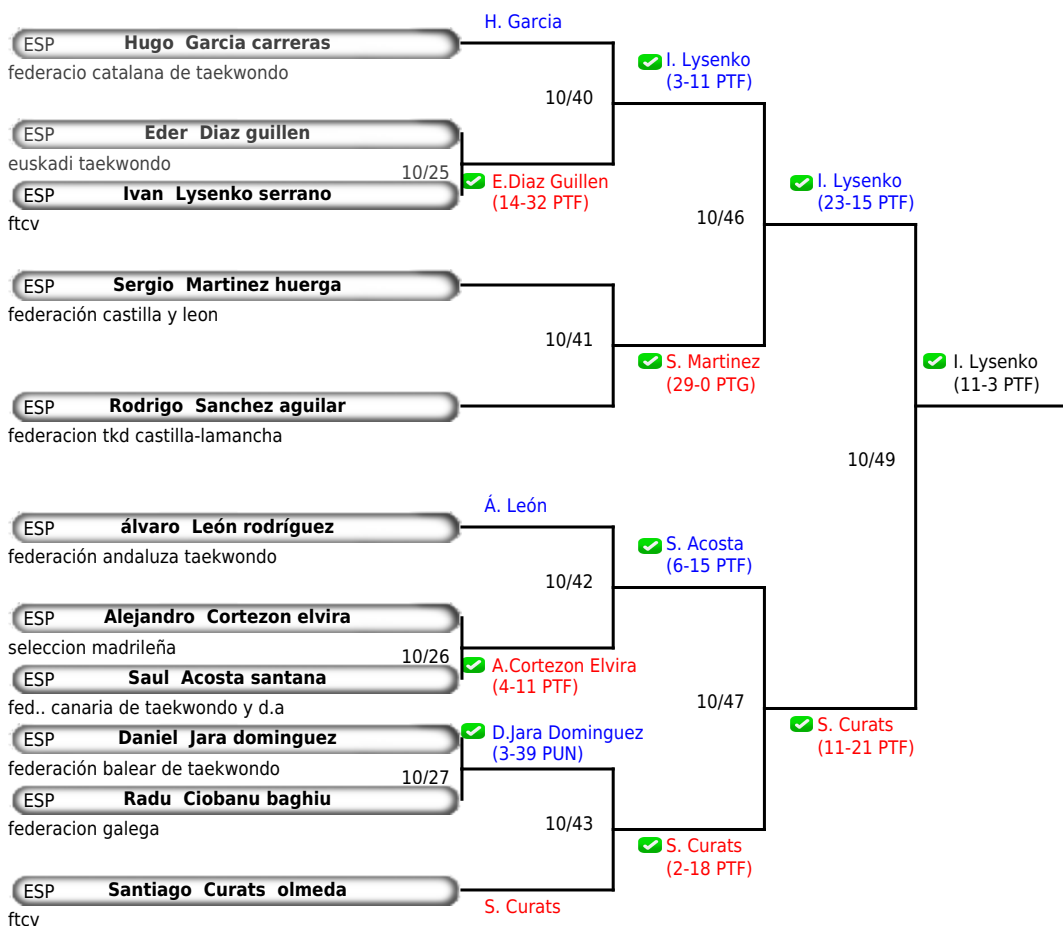 H. Garcia
ESP Hugo Garcia carreras
federacio catalana de taekwondo
I. Lysenko
(3-11 PTF)
10/40
ESP Eder Diaz guillen
euskadi taekwondo
10/25
E.Diaz Guillen
(14-32 PTF)
ESP Ivan Lysenko serrano
ftcv
I. Lysenko
(23-15 PTF)
10/46
ESP Sergio Martinez huerga
federación castilla y leon
10/41
S. Martinez
(29-0 PTG)
I. Lysenko
(11-3 PTF)
ESP Rodrigo Sanchez aguilar
federacion tkd castilla-lamancha
10/49
Á. León
ESP álvaro León rodríguez
federación andaluza taekwondo
S. Acosta
(6-15 PTF)
10/42
ESP Alejandro Cortezon elvira
seleccion madrileña
10/26
A.Cortezon Elvira
(4-11 PTF)
ESP Saul Acosta santana
fed.. canaria de taekwondo y d.a
10/47
S. Curats
(11-21 PTF)
ESP Daniel Jara dominguez
D.Jara Dominguez
(3-39 PUN)
federación balear de taekwondo
10/27
ESP Radu Ciobanu baghiu
federacion galega
10/43
S. Curats
(2-18 PTF)
ESP Santiago Curats olmeda
S. Curats
ftcv